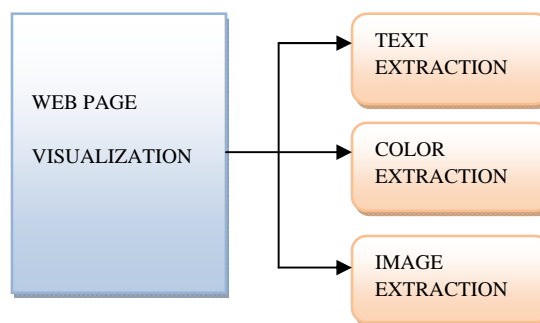 WEB PAGE
VISUALIZATION
TEXT
EXTRACTION
COLOR
EXTRACTION
IMAGE
EXTRACTION